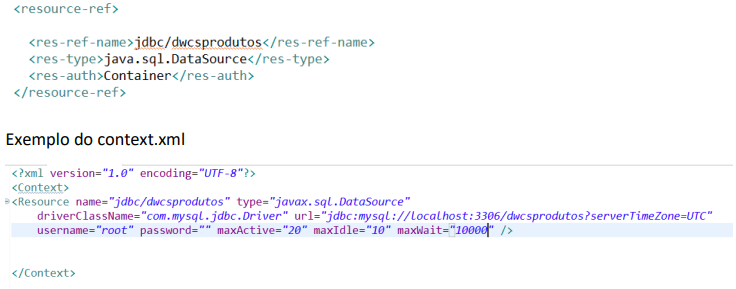 <resource-ref>
<res-ref-name>jdbc/dwcsprodutos</res-ref-name>
<res-type>java.sql.DataSource</res-type>
<res-auth>Container</res-auth>
</resource-ref>
Exemplo do context.xml
<?xml version="1.0" encoding="UTF-8"?>
<Context>
<Resource name="jdbc/dwcsprodutos" type="javax.sql.DataSource"
driverClassName="com.mysql.jdbc.Driver" url="jdbc:mysql://localhost:3306/dwcsprodutos?serverTimeZone=UTC"
username="root" password="" maxActive="20" maxIdle="10" maxWait="10000" />
</Context>